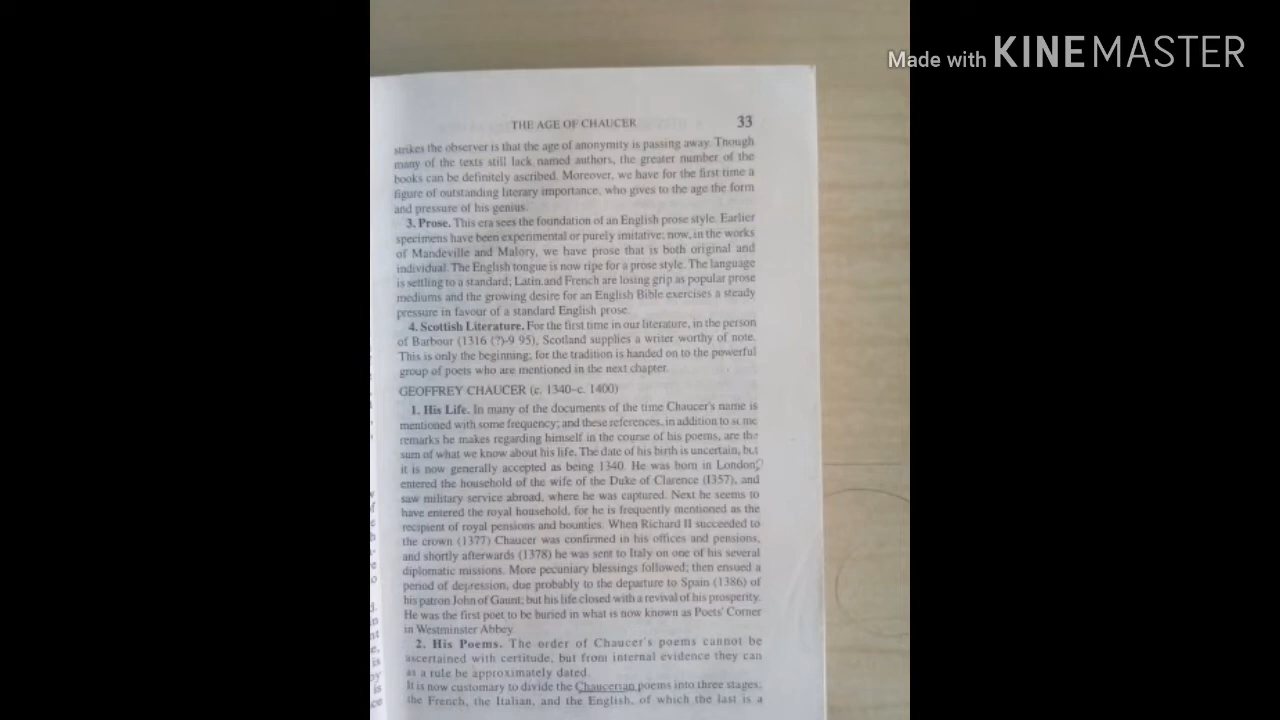 Made with KINEMASTER
THE AGE OF CHAUCER 33
strikes the observer is that the age of anonymity is passing away. Though
many of the texts still lack named authors, the greater number of the
books can be definitely ascribed. Moreover, we have for the first time a
figure of outstanding literary importance, who gives to the age the form
and pressure of his genius.
3. Prose. This era sees the foundation of an English prose style. Earlier
specimens have been experimental or purely imitative; now, in the works
of Mandeville and Malory, we have prose that is both original and
individual. The English tongue is now ripe for a prose style. The language
is settling to a standard; Latin and French are losing grip as popular prose
mediums and the growing desire for an English Bible exercises a steady
pressure in favour of a standard English prose.
4. Scottish Literature. For the first time in our literature, in the person
of Barbour (1316 (?)-9 95), Scotland supplies a writer worthy of note.
This is only the beginning; for the tradition is handed on to the powerful
group of poets who are mentioned in the next chapter.
GEOFFREY CHAUCER (c. 1340–c. 1400)
1. His Life. In many of the documents of the time Chaucer's name is
mentioned with some frequency; and these references, in addition to some
remarks he makes regarding himself in the course of his poems, are the
sum of what we know about his life. The date of his birth is uncertain, but
it is now generally accepted as being 1340. He was born in London,
entered the household of the wife of the Duke of Clarence (1357), and
saw military service abroad, where he was captured. Next he seems to
have entered the royal household, for he is frequently mentioned as the
recipient of royal pensions and bounties. When Richard II succeeded to
the crown (1377) Chaucer was confirmed in his offices and pensions,
and shortly afterwards (1378) he was sent to Italy on one of his several
diplomatic missions. More pecuniary blessings followed; then ensued a
period of depression, due probably to the departure to Spain (1386) of
his patron John of Gaunt; but his life closed with a revival of his prosperity.
He was the first poet to be buried in what is now known as Poets' Corner
in Westminster Abbey.
2. His Poems. The order of Chaucer's poems cannot be
ascertained with certitude, but from internal evidence they can
as a rule be approximately dated.
It is now customary to divide the Chaucerian poems into three stages,
the French, the Italian, and the English, of which the last is a